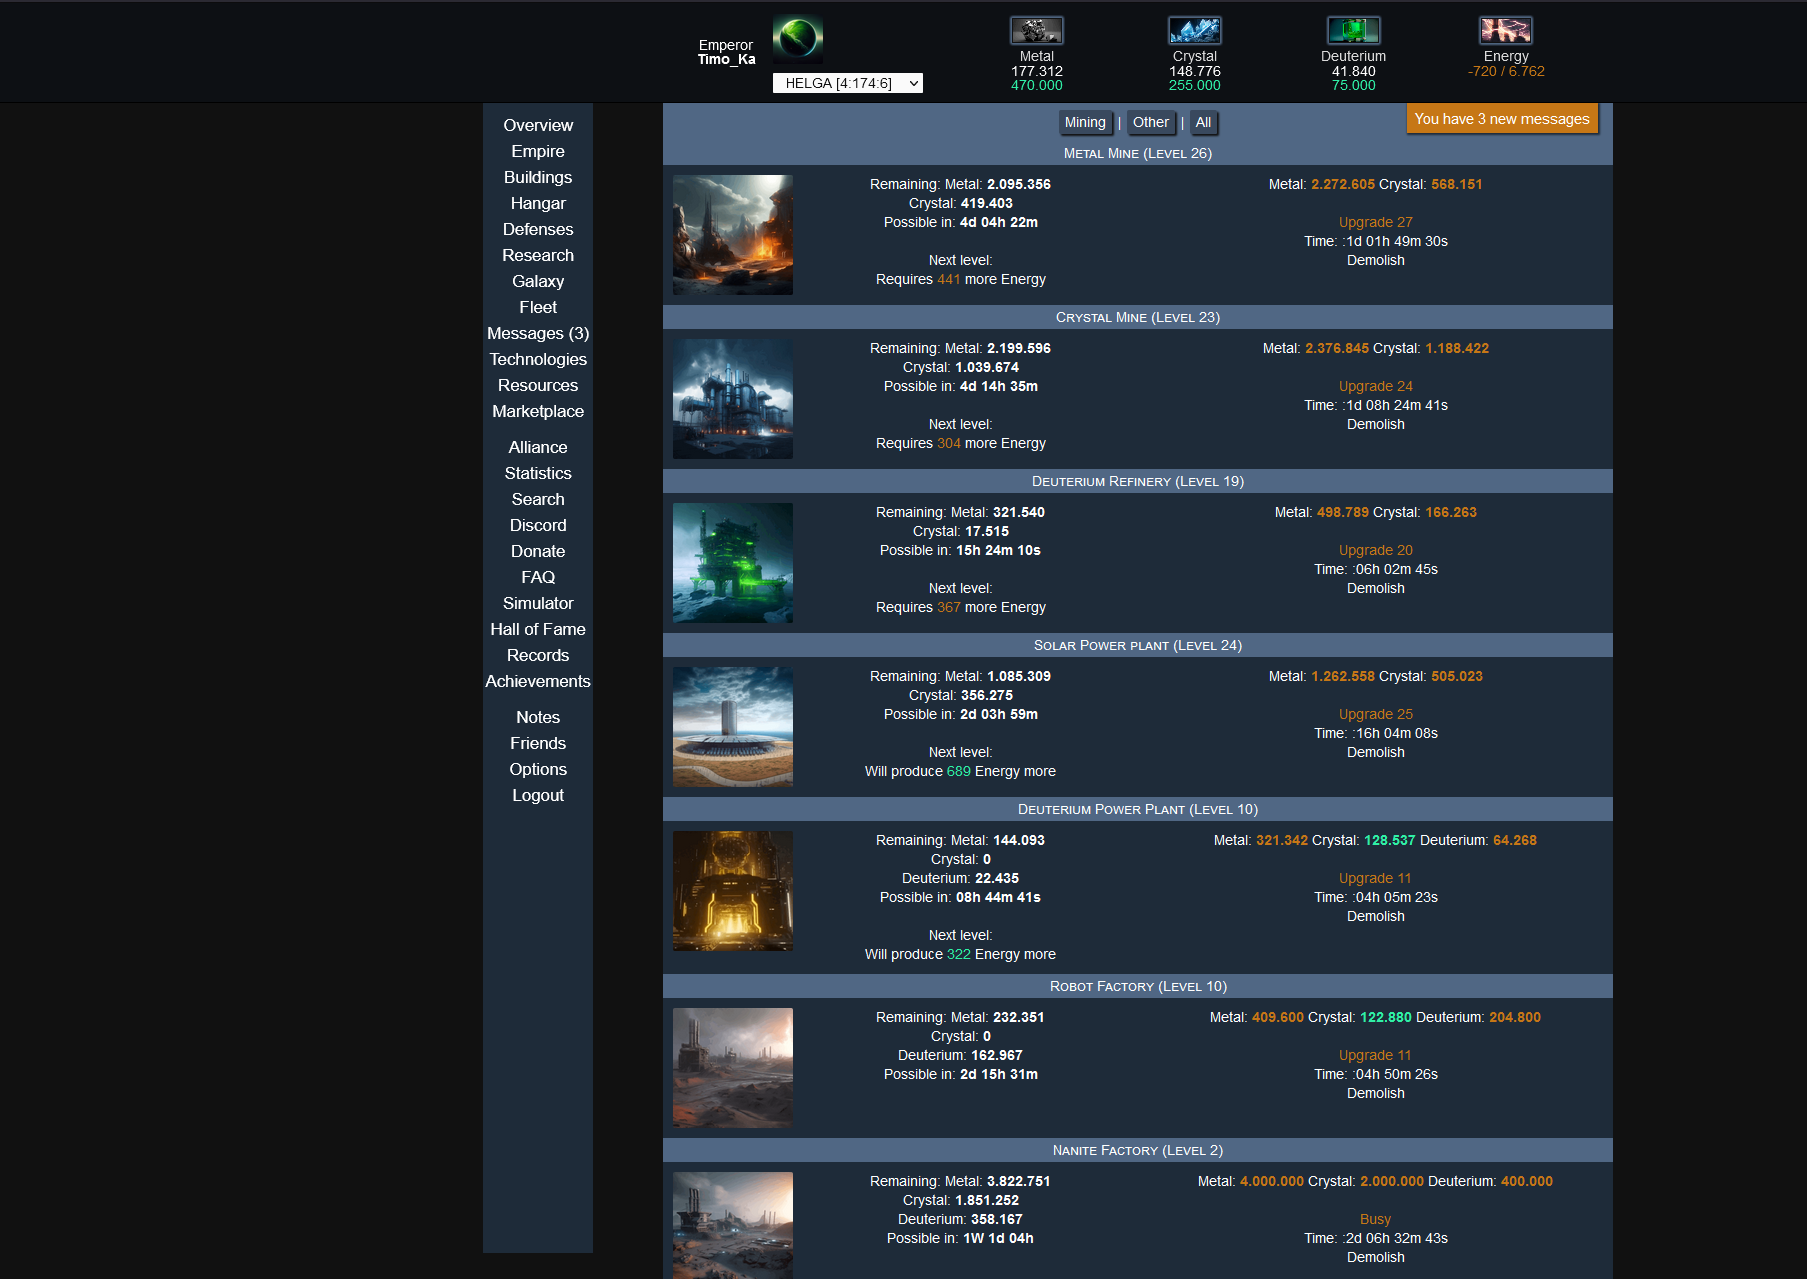 Emperor
Timo_Ka
HELGA [4:174:6]
Metal
177.312
470.000
Crystal
148.776
255.000
Deuterium
41.840
75.000
Energy
-720 / 6.762
Overview
Empire
Buildings
Hangar
Defenses
Research
Galaxy
Fleet
Messages (3)
Technologies
Resources
Marketplace
Alliance
Statistics
Search
Discord
Donate
FAQ
Simulator
Hall of Fame
Records
Achievements
Notes
Friends
Options
Logout
Mining | Other | All
You have 3 new messages
Metal Mine (Level 26)
Remaining: Metal: 2.095.356
Crystal: 419.403
Possible in: 4d 04h 22m
Next level:
Requires 441 more Energy
Metal: 2.272.605 Crystal: 568.151
Upgrade 27
Time: :1d 01h 49m 30s
Demolish
Crystal Mine (Level 23)
Remaining: Metal: 2.199.596
Crystal: 1.039.674
Possible in: 4d 14h 35m
Next level:
Requires 304 more Energy
Metal: 2.376.845 Crystal: 1.188.422
Upgrade 24
Time: :1d 08h 24m 41s
Demolish
Deuterium Refinery (Level 19)
Remaining: Metal: 321.540
Crystal: 17.515
Possible in: 15h 24m 10s
Next level:
Requires 367 more Energy
Metal: 498.789 Crystal: 166.263
Upgrade 20
Time: :06h 02m 45s
Demolish
Solar Power plant (Level 24)
Remaining: Metal: 1.085.309
Crystal: 356.275
Possible in: 2d 03h 59m
Next level:
Will produce 689 Energy more
Metal: 1.262.558 Crystal: 505.023
Upgrade 25
Time: :16h 04m 08s
Demolish
Deuterium Power Plant (Level 10)
Remaining: Metal: 144.093
Crystal: 0
Deuterium: 22.435
Possible in: 08h 44m 41s
Next level:
Will produce 322 Energy more
Metal: 321.342 Crystal: 128.537 Deuterium: 64.268
Upgrade 11
Time: :04h 05m 23s
Demolish
Robot Factory (Level 10)
Remaining: Metal: 232.351
Crystal: 0
Deuterium: 162.967
Possible in: 2d 15h 31m
Metal: 409.600 Crystal: 122.880 Deuterium: 204.800
Upgrade 11
Time: :04h 50m 26s
Demolish
Nanite Factory (Level 2)
Remaining: Metal: 3.822.751
Crystal: 1.851.252
Deuterium: 358.167
Possible in: 1W 1d 04h
Metal: 4.000.000 Crystal: 2.000.000 Deuterium: 400.000
Busy
Time: :2d 06h 32m 43s
Demolish